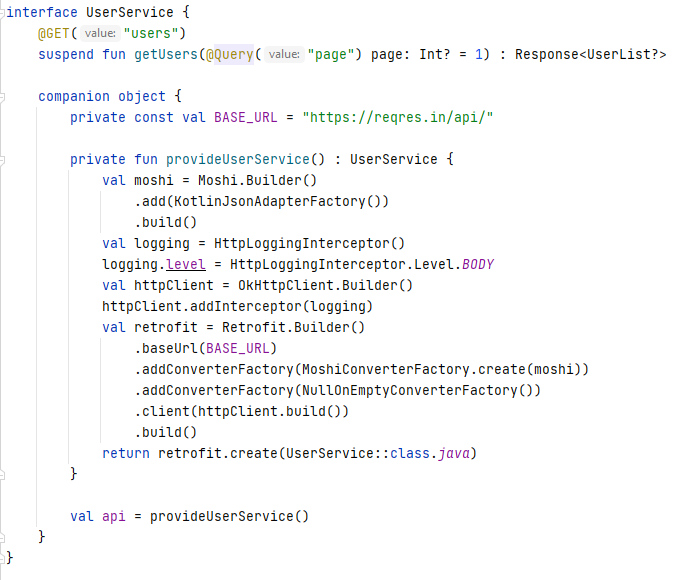 interface UserService {
    @GET( value: "users")
    suspend fun getUsers(@Query( value: "page") page: Int? = 1) : Response<UserList?>

    companion object {
        private const val BASE_URL = "https://reqres.in/api/"

        private fun provideUserService() : UserService {
            val moshi = Moshi.Builder()
                .add(KotlinJsonAdapterFactory())
                .build()
            val logging = HttpLoggingInterceptor()
            logging.level = HttpLoggingInterceptor.Level.BODY
            val httpClient = OkHttpClient.Builder()
            httpClient.addInterceptor(logging)
            val retrofit = Retrofit.Builder()
                .baseUrl(BASE_URL)
                .addConverterFactory(MoshiConverterFactory.create(moshi))
                .addConverterFactory(NullOnEmptyConverterFactory())
                .client(httpClient.build())
                .build()
            return retrofit.create(UserService::class.java)
        }

        val api = provideUserService()
    }
}